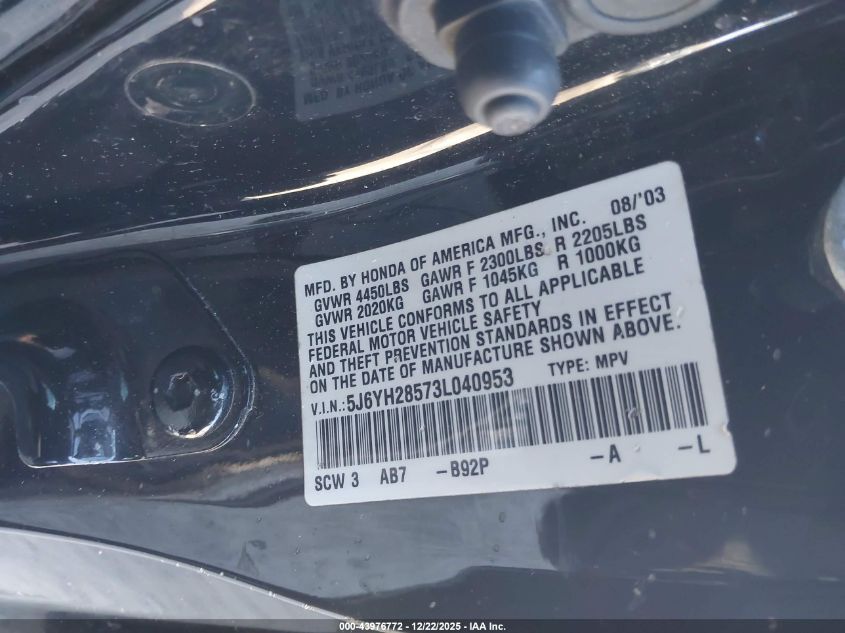 MFD. BY HONDA OF AMERICA MFG., INC. 08/'03
GVWR 4450LBS GAWR F 2300LBS R 2205LBS
GVWR 2020KG GAWR F 1045KG R 1000KG
THIS VEHICLE CONFORMS TO ALL APPLICABLE
FEDERAL MOTOR VEHICLE SAFETY
AND THEFT PREVENTION STANDARDS IN EFFECT
ON THE DATE OF MANUFACTURE SHOWN ABOVE.
V.I.N.: 5J6YH28573L040953 TYPE: MPV
SCW 3 AB7 -B92P -A -L
000-43976772 - 12/22/2025 - IAA Inc.